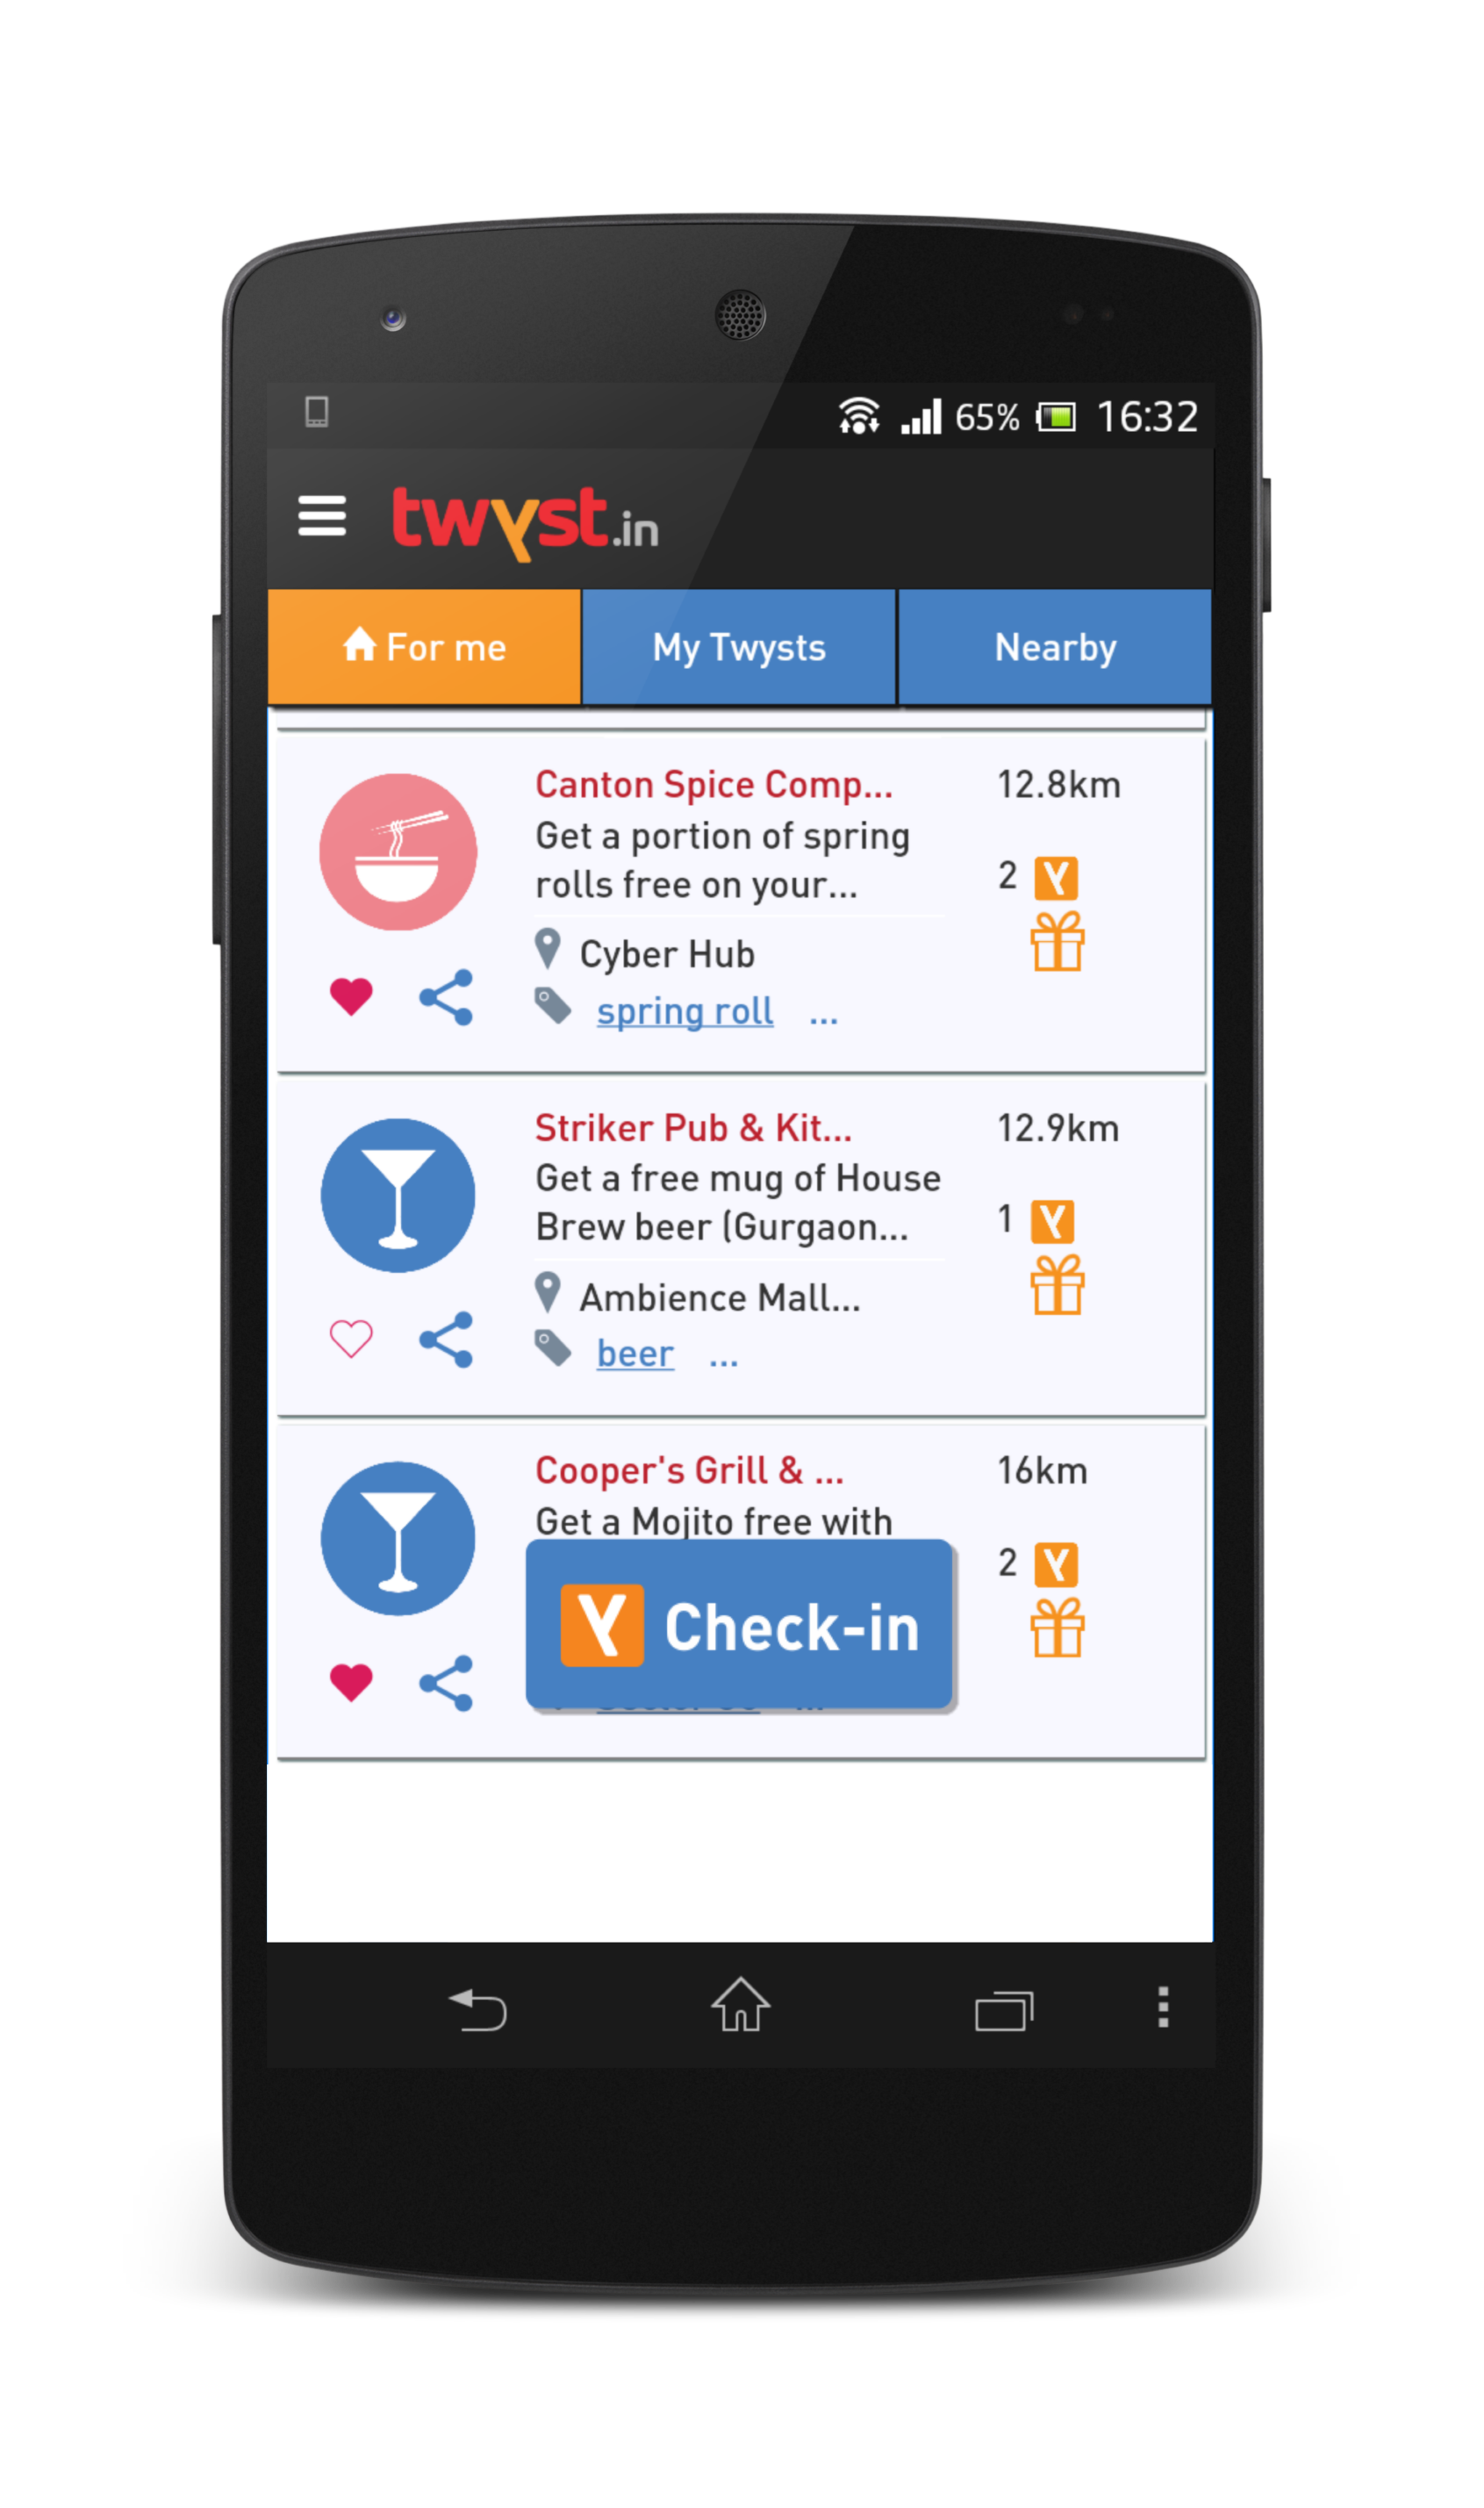 65% 16:32
twyst.in
For me My Twysts Nearby
Canton Spice Comp... 12.8km
Get a portion of spring
rolls free on your...
2
Cyber Hub
spring roll ...
Striker Pub & Kit... 12.9km
Get a free mug of House
Brew beer (Gurgaon...
1
Ambience Mall...
beer ...
Cooper's Grill & ... 16km
Get a Mojito free with
2
Check-in